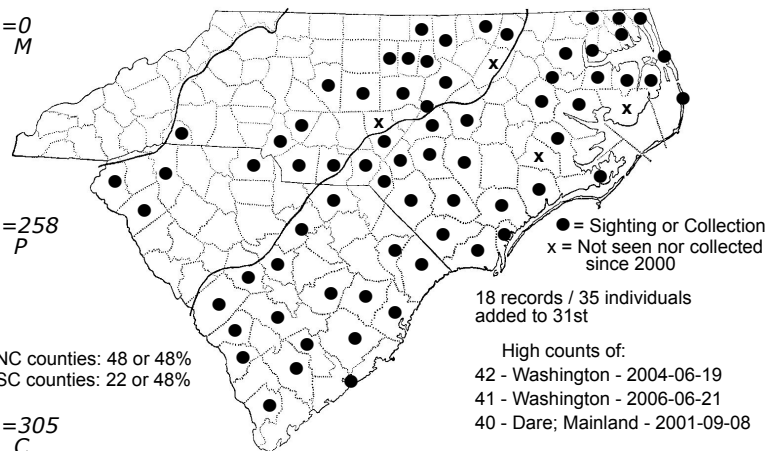 =0
M
=258
P
=305
C
x
x
x
x
● = Sighting or Collection
x = Not seen nor collected
since 2000
18 records / 35 individuals
added to 31st
NC counties: 48 or 48%
SC counties: 22 or 48%
High counts of:
42 - Washington - 2004-06-19
41 - Washington - 2006-06-21
40 - Dare; Mainland - 2001-09-08